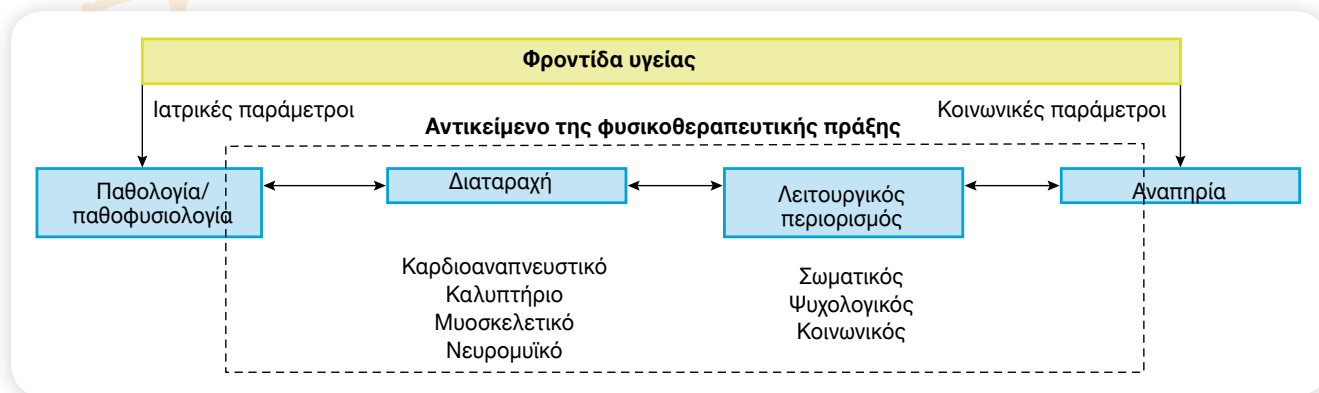 Φροντίδα υγείας
Ιατρικές παράμετροι
Κοινωνικές παράμετροι
Αντικείμενο της φυσικοθεραπευτικής πράξης
Παθολογία/
παθοφυσιολογία
Διαταραχή
Λειτουργικός
περιορισμός
Αναπηρία
Καρδιοαναπνευστικό
Καλυπτήριο
Μυοσκελετικό
Νευρομυϊκό
Σωματικός
Ψυχολογικός
Κοινωνικός